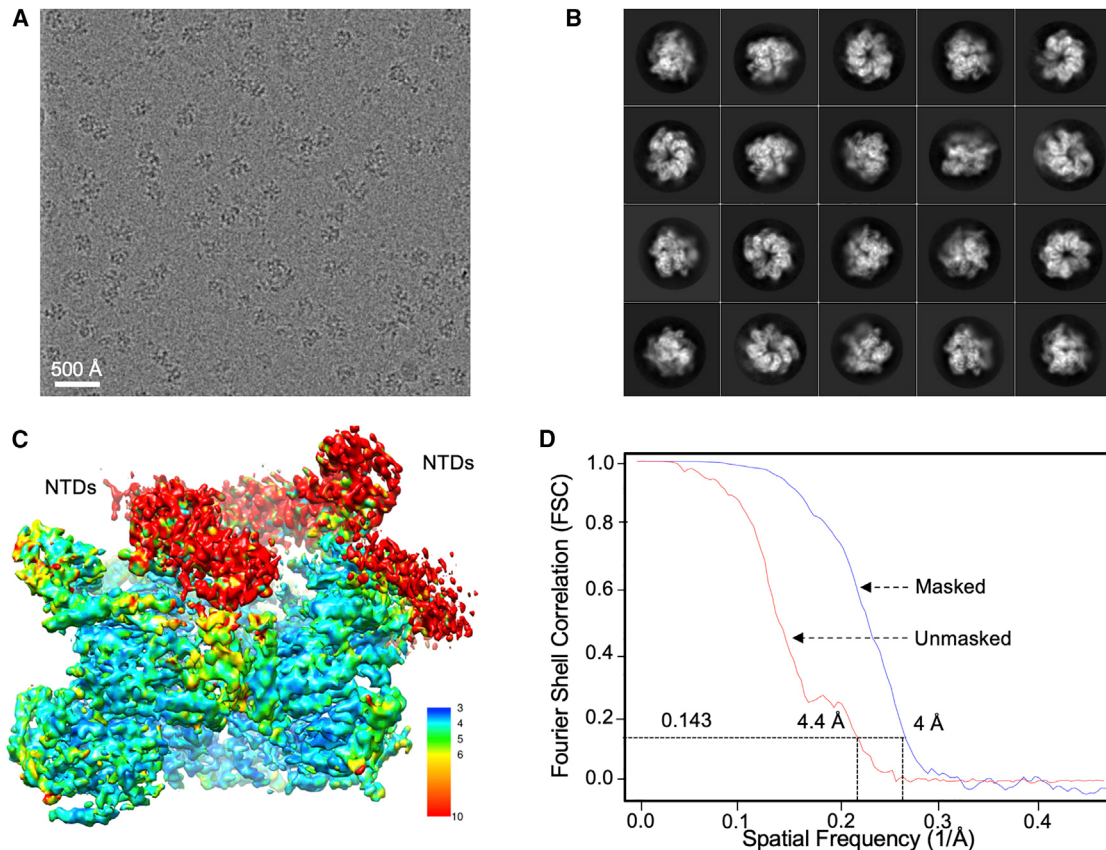 A
500 Å
B
C
NTDs
NTDs
3
4
5
6
10
D
Fourier Shell Correlation (FSC)
1.0
0.8
0.6
0.4
0.2
0.0
Masked
Unmasked
0.143
4.4 Å
4 Å
0.0
0.1
0.2
0.3
0.4
Spatial Frequency (1/Å)